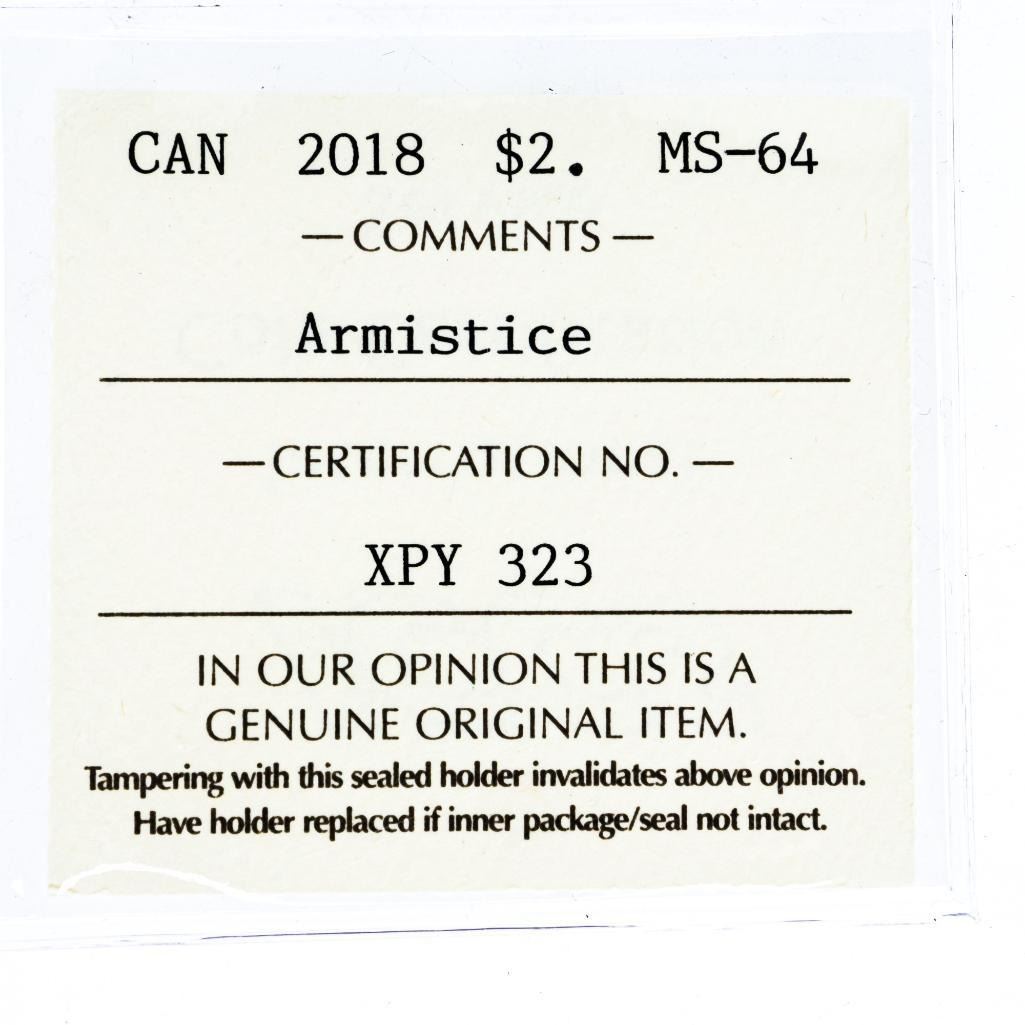 CAN 2018 $2. MS-64
— COMMENTS —
Armistice
— CERTIFICATION NO. —
XPY 323
IN OUR OPINION THIS IS A
GENUINE ORIGINAL ITEM.
Tampering with this sealed holder invalidates above opinion.
Have holder replaced if inner package/seal not intact.